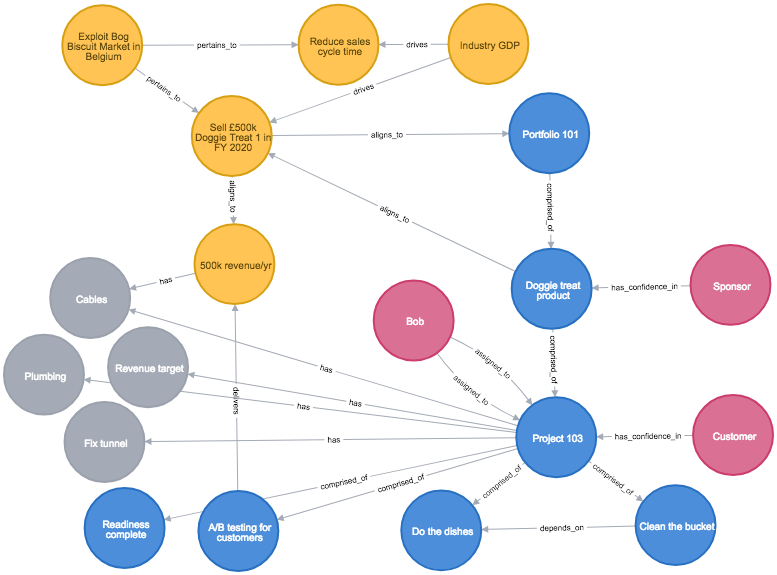 Exploit Bog
Biscuit Market in
Belgium
pertains_to
Reduce sales
cycle time
drives
Industry GDP
pertains_to
drives
Sell £500k
Doggie Treat 1 in
FY 2020
aligns_to
Portfolio 101
aligns_to
comprised_of
aligns_to
500k revenue/yr
has
Cables
Doggie treat
product
has_confidence_in
Sponsor
Bob
comprised_of
assigned_to
assigned_to
Plumbing
Revenue target
has
has
has
delivers
Fix tunnel
has
Project 103
has_confidence_in
Customer
comprised_of
comprised_of
comprised_of
comprised_of
Readiness
complete
A/B testing for
customers
Do the dishes
depends_on
Clean the bucket